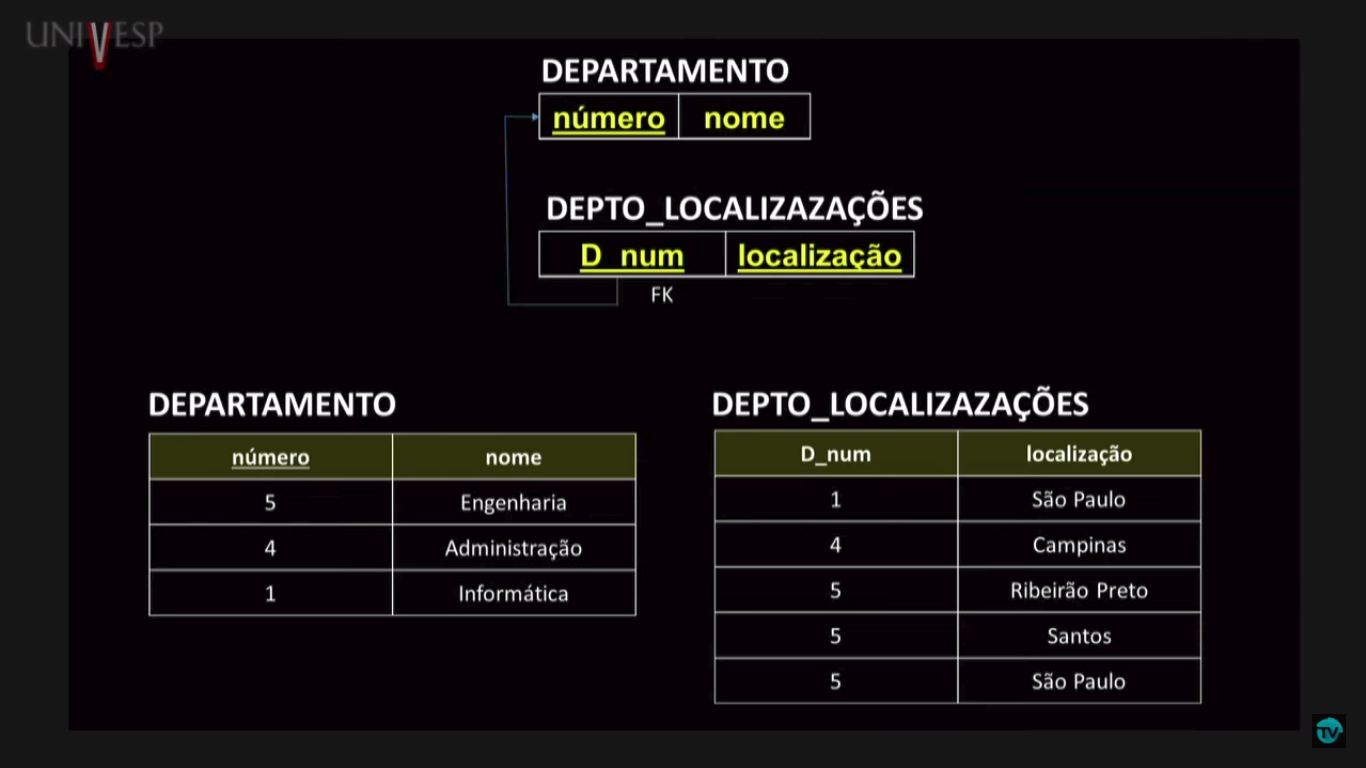 UNIVESP
DEPARTAMENTO
número nome
DEPTO_LOCALIZAZAÇÕES
D_num localização
FK
DEPARTAMENTO
número nome
5 Engenharia
4 Administração
1 Informática
DEPTO_LOCALIZAZAÇÕES
D_num localização
1 São Paulo
4 Campinas
5 Ribeirão Preto
5 Santos
5 São Paulo
TV